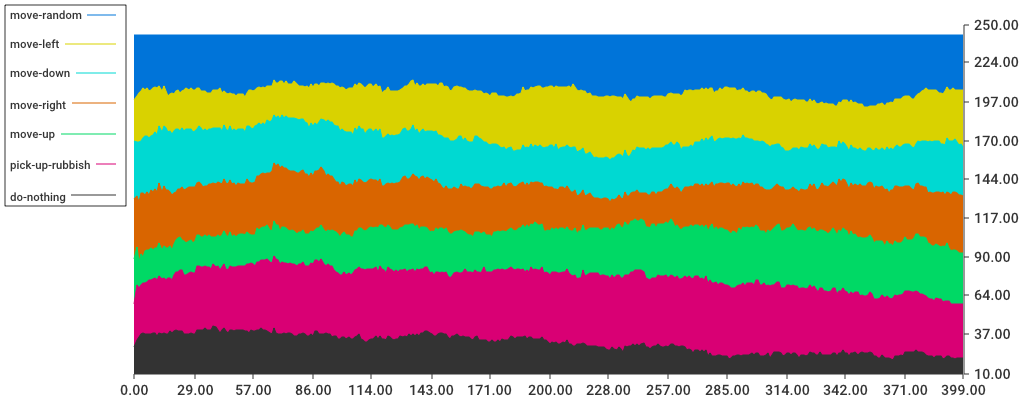 move-random
move-left
move-down
move-right
move-up
pick-up-rubbish
do-nothing
250.00
224.00
197.00
170.00
144.00
117.00
90.00
64.00
37.00
10.00
0.00 29.00 57.00 86.00 114.00 143.00 171.00 200.00 228.00 257.00 285.00 314.00 342.00 371.00 399.00